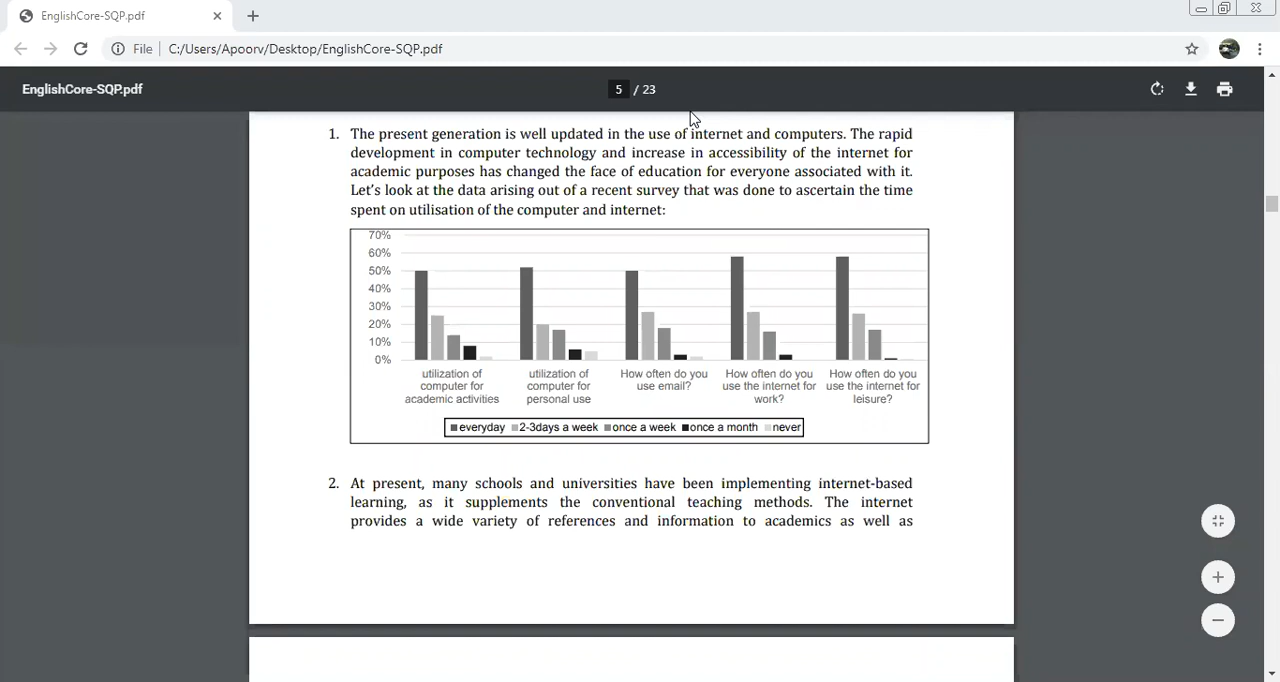 EnglishCore-SQP.pdf
File C:/Users/Apoorv/Desktop/EnglishCore-SQP.pdf
EnglishCore-SQP.pdf
5 / 23
1. The present generation is well updated in the use of internet and computers. The rapid
development in computer technology and increase in accessibility of the internet for
academic purposes has changed the face of education for everyone associated with it.
Let's look at the data arising out of a recent survey that was done to ascertain the time
spent on utilisation of the computer and internet:
70%
60%
50%
40%
30%
20%
10%
0%
utilization of
computer for
academic activities
utilization of
computer for
personal use
How often do you
use email?
How often do you
use the internet for
work?
How often do you
use the internet for
leisure?
everyday 2-3days a week once a week once a month never
2. At present, many schools and universities have been implementing internet-based
learning, as it supplements the conventional teaching methods. The internet
provides a wide variety of references and information to academics as well as